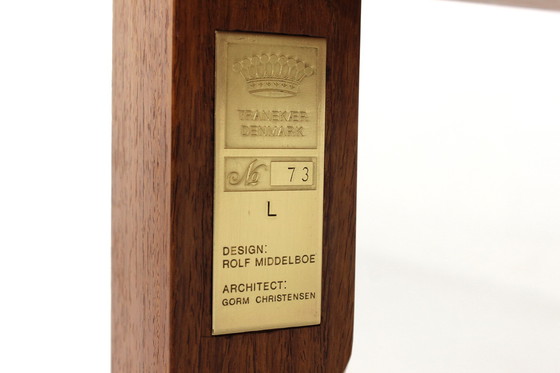 TRANEKÆR
DENMARK
No 73
L
DESIGN:
ROLF MIDDELBOE
ARCHITECT:
GORM CHRISTENSEN